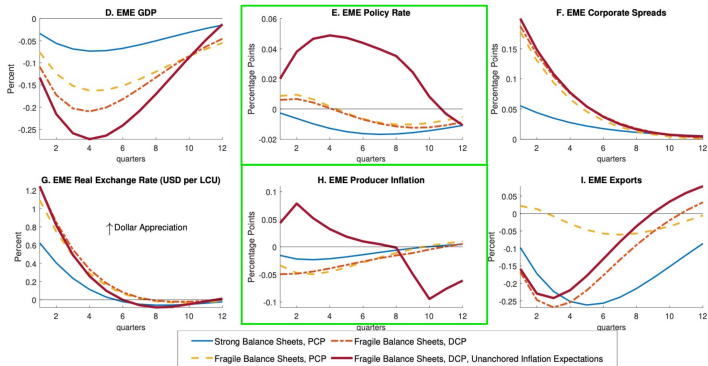 D. EME GDP
E. EME Policy Rate
F. EME Corporate Spreads
Percent
0
-0.05
-0.1
-0.15
-0.2
-0.25
2 4 6 8 10 12
quarters
Percentage Points
0.06
0.04
0.02
0
-0.02
2 4 6 8 10 12
quarters
Percentage Points
0.15
0.1
0.05
0
2 4 6 8 10 12
quarters
G. EME Real Exchange Rate (USD per LCU)
H. EME Producer Inflation
I. EME Exports
Percent
1.2
1
0.8
0.6
0.4
0.2
0
↑Dollar Appreciation
2 4 6 8 10 12
quarters
Percentage Points
0.1
0.05
0
-0.05
-0.1
2 4 6 8 10 12
quarters
Percent
0.05
0
-0.05
-0.1
-0.15
-0.2
-0.25
2 4 6 8 10 12
quarters
Strong Balance Sheets, PCP
Fragile Balance Sheets, DCP
Fragile Balance Sheets, PCP
Fragile Balance Sheets, DCP, Unanchored Inflation Expectations